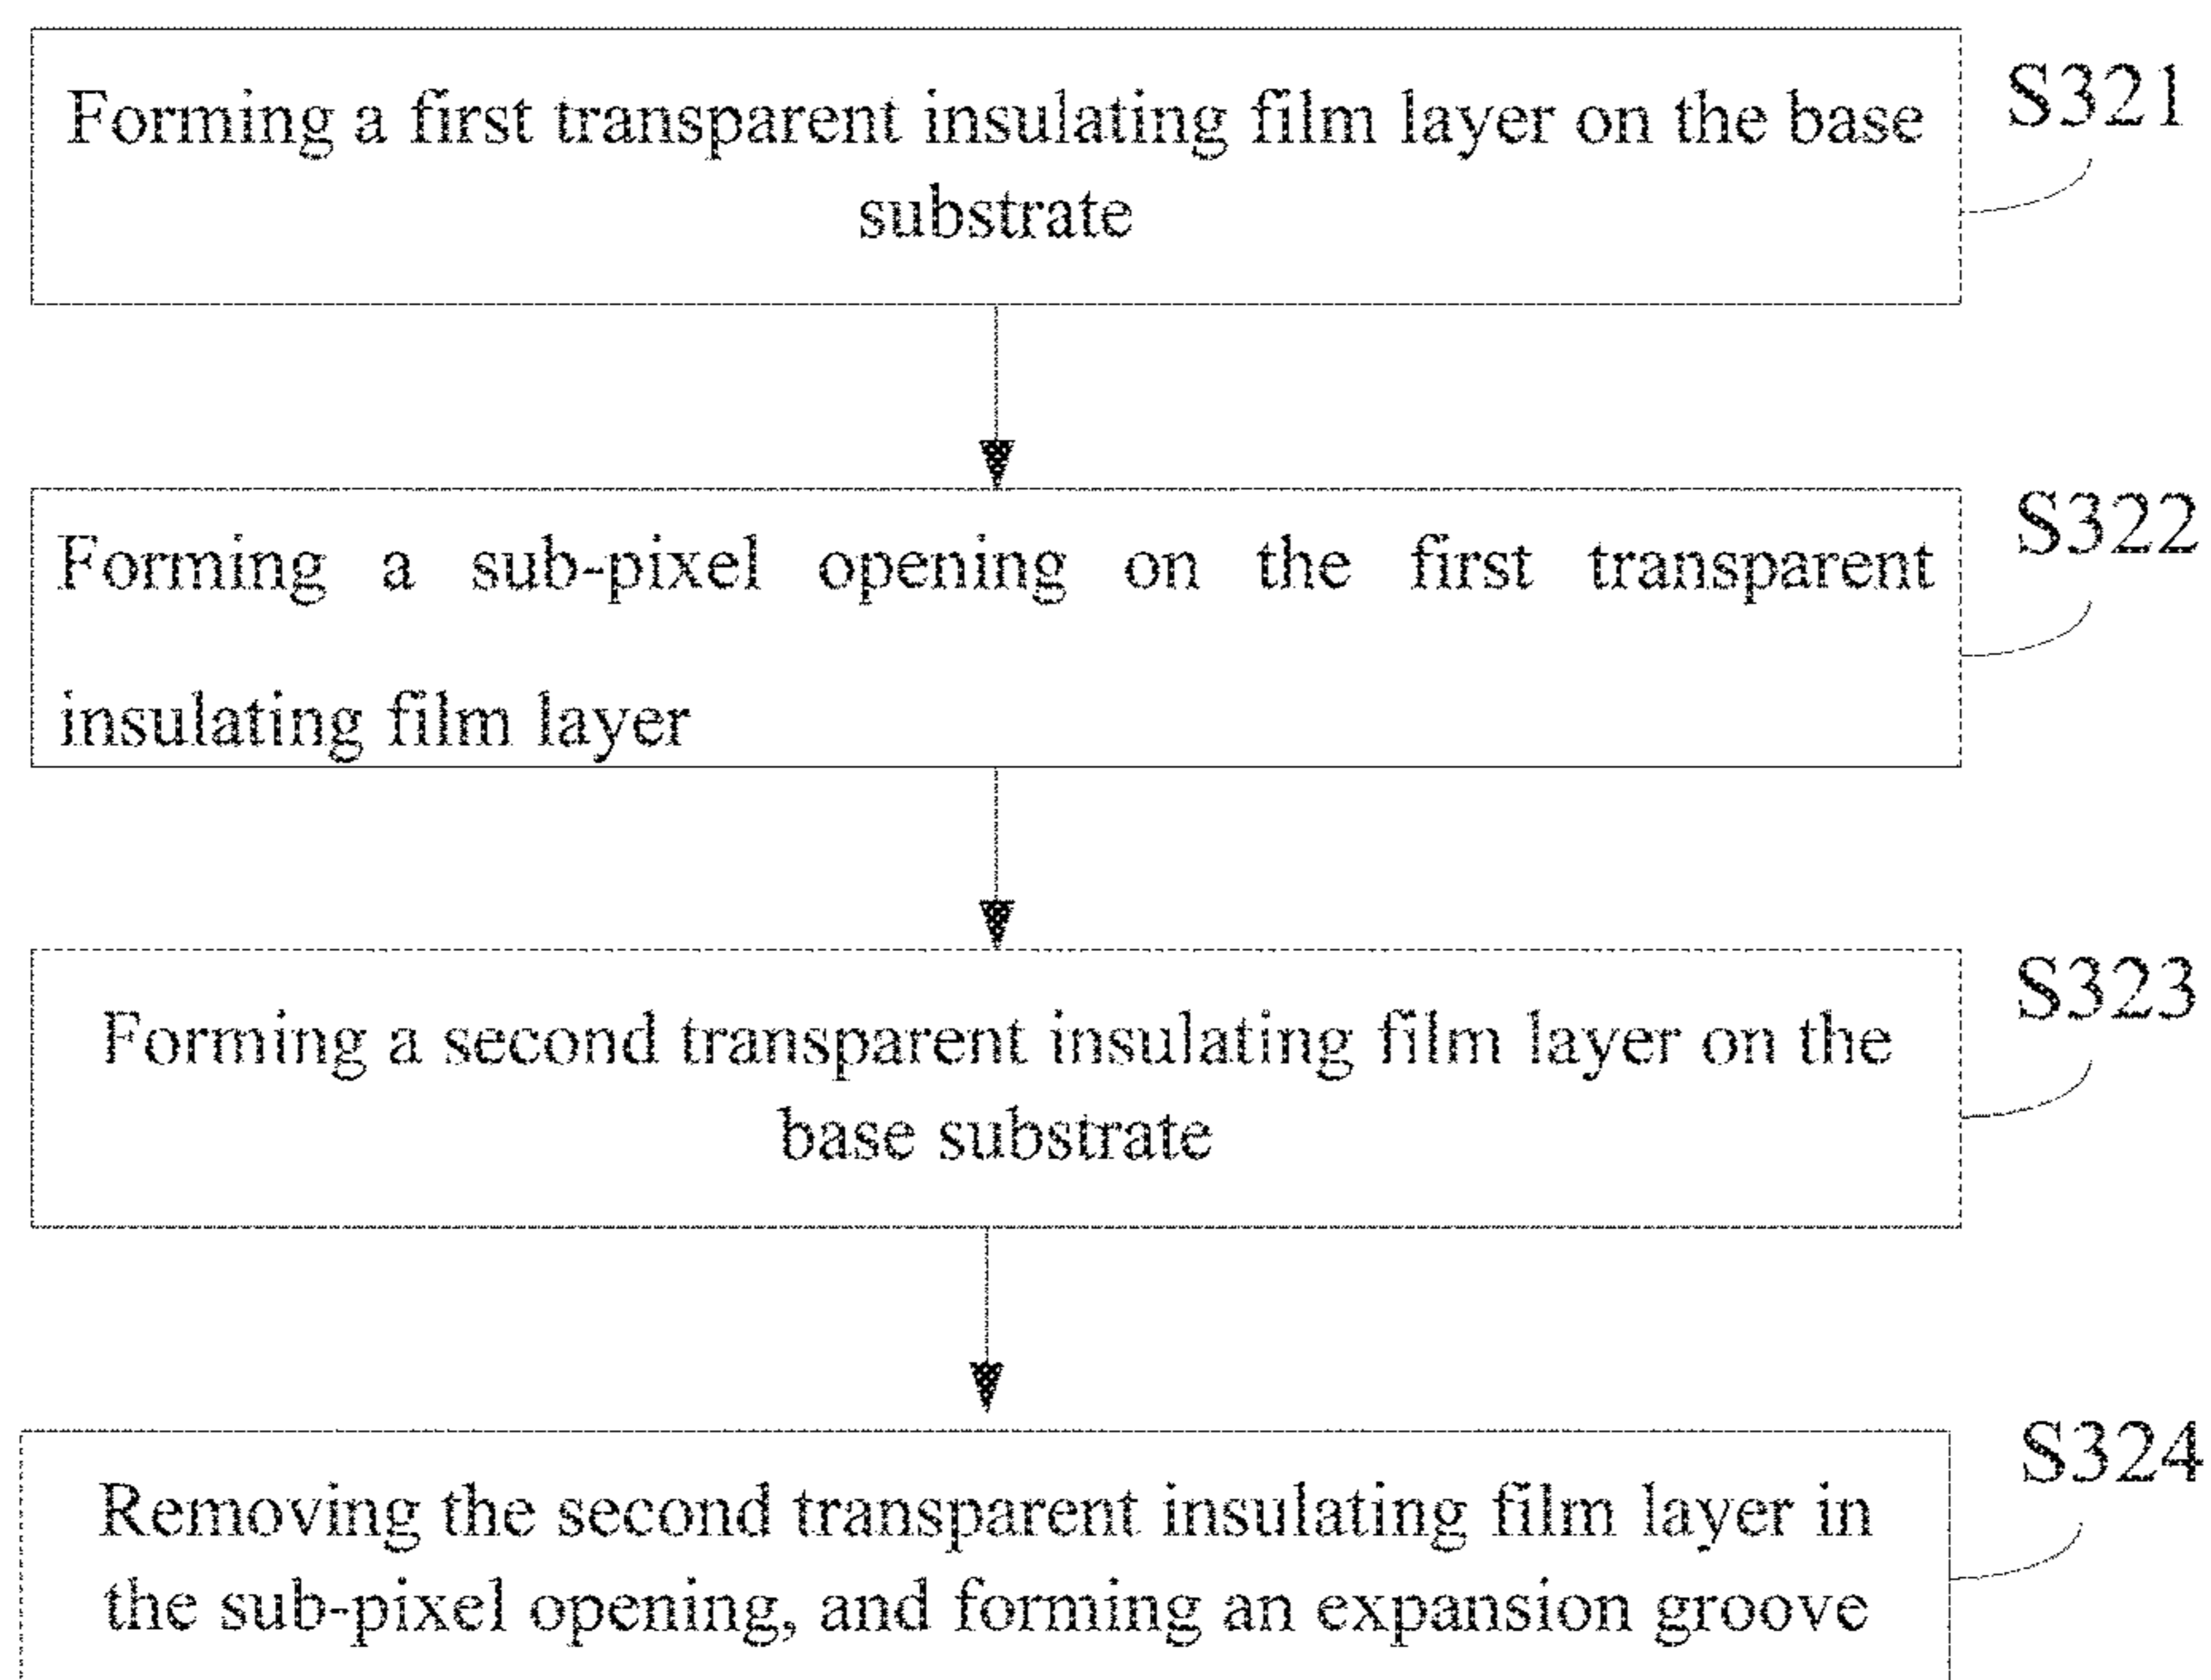 Forming a first transparent insulating film layer on the base
substrate
S321
Forming a sub-pixel opening on the first transparent
insulating film layer
S322
Forming a second transparent insulating film layer on the
base substrate
S323
Removing the second transparent insulating film layer in
the sub-pixel opening, and forming an expansion groove
S324